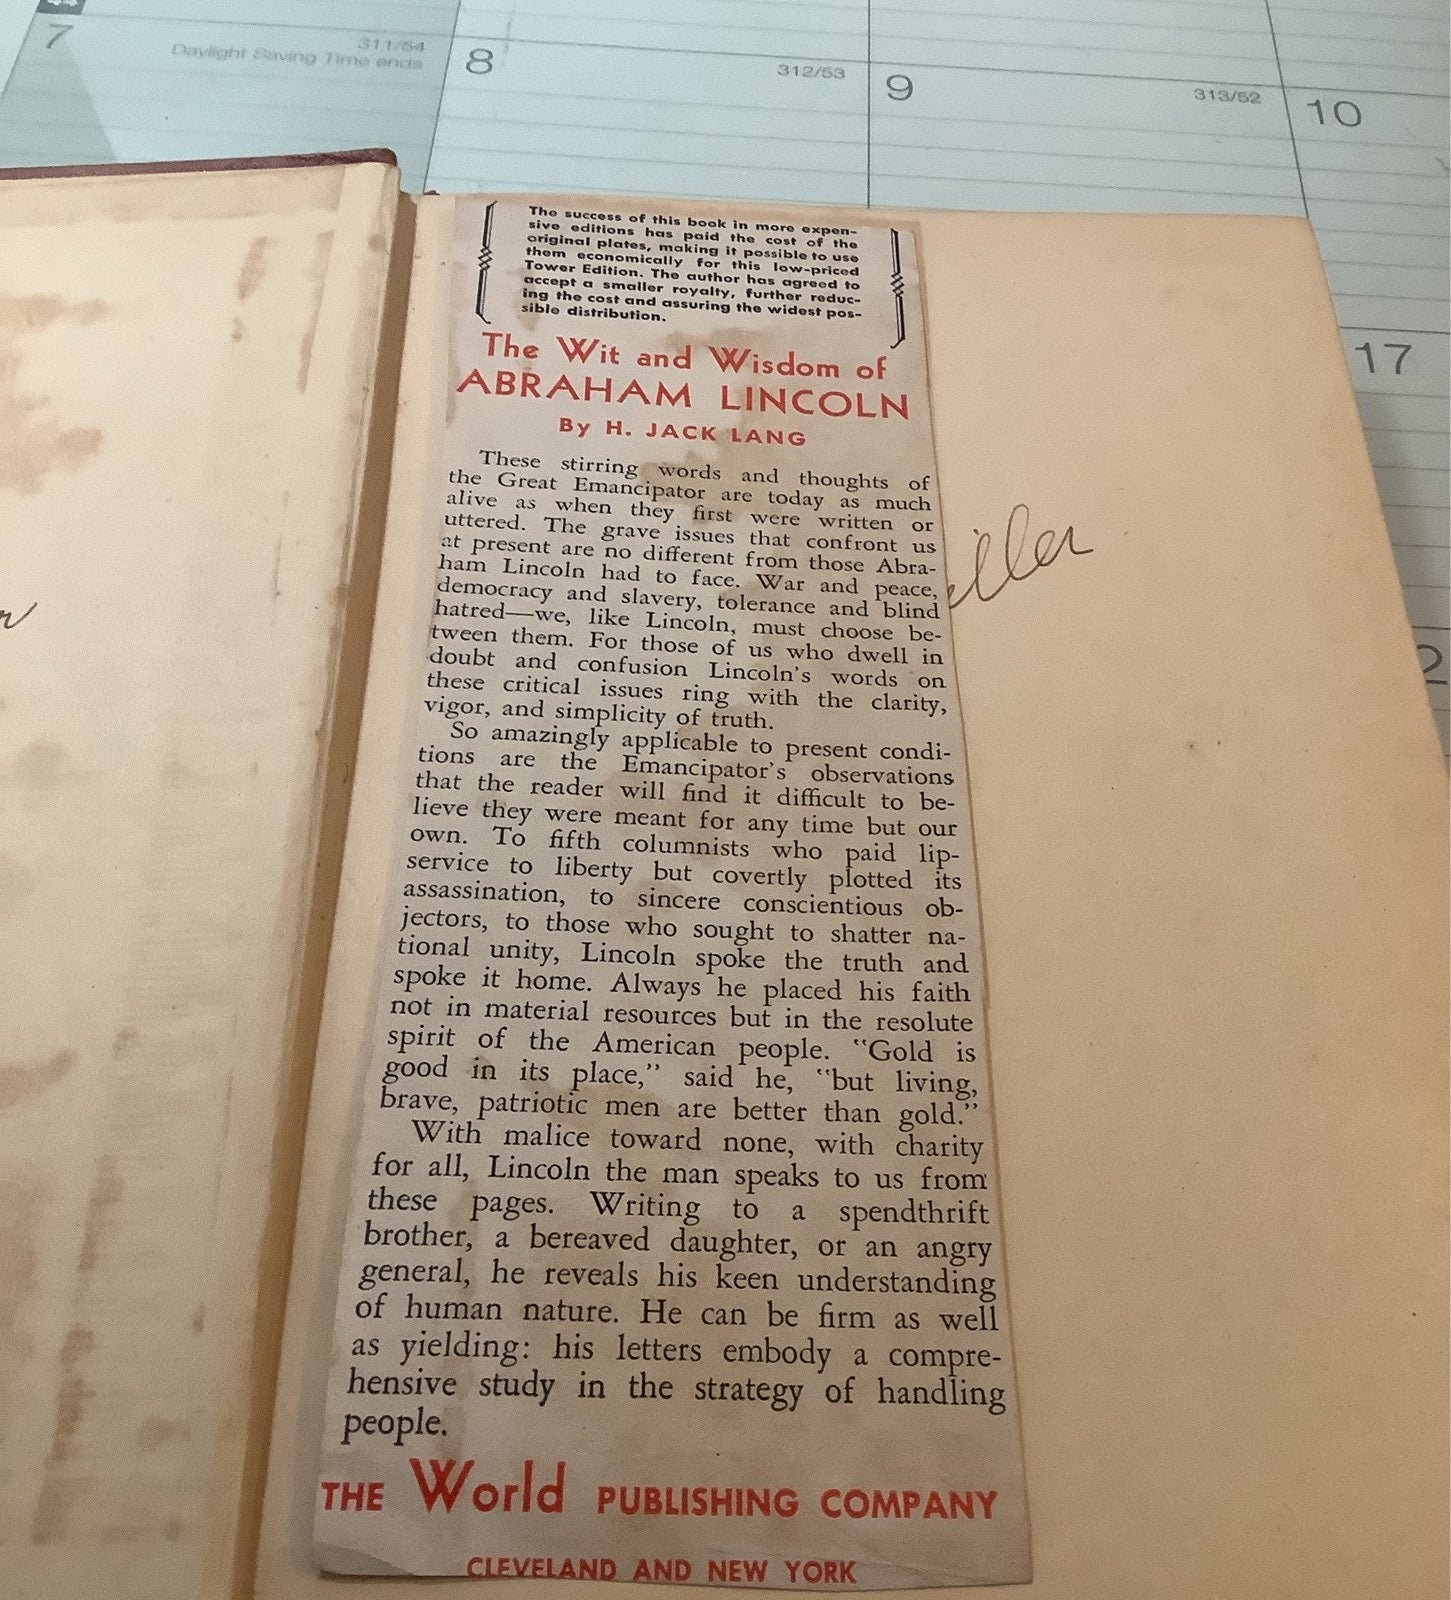 7
311/54
Daylight Saving Time ends
8
312/53
9
313/52
10
17
The success of this book in more expen-
sive editions has paid the cost of the
original plates, making it possible to use
them economically for this low-priced
Tower Edition. The author has agreed to
accept a smaller royalty, further reduc-
ing the cost and assuring the widest pos-
sible distribution.
The Wit and Wisdom of
ABRAHAM LINCOLN
By H. JACK LANG
These stirring words and thoughts of
the Great Emancipator are today as much
alive as when they first were written or
uttered. The grave issues that confront us
at present are no different from those Abra-
ham Lincoln had to face. War and peace,
democracy and slavery, tolerance and blind
hatred—we, like Lincoln, must choose be-
tween them. For those of us who dwell in
doubt and confusion Lincoln's words on
these critical issues ring with the clarity,
vigor, and simplicity of truth.
So amazingly applicable to present condi-
tions are the Emancipator's observations
that the reader will find it difficult to be-
lieve they were meant for any time but our
own. To fifth columnists who paid lip-
service to liberty but covertly plotted its
assassination, to sincere conscientious ob-
jectors, to those who sought to shatter na-
tional unity, Lincoln spoke the truth and
spoke it home. Always he placed his faith
not in material resources but in the resolute
spirit of the American people. "Gold is
good in its place," said he, "but living,
brave, patriotic men are better than gold."
With malice toward none, with charity
for all, Lincoln the man speaks to us from
these pages. Writing to a spendthrift
brother, a bereaved daughter, or an angry
general, he reveals his keen understanding
of human nature. He can be firm as well
as yielding: his letters embody a compre-
hensive study in the strategy of handling
people.
THE World PUBLISHING COMPANY
CLEVELAND AND NEW YORK